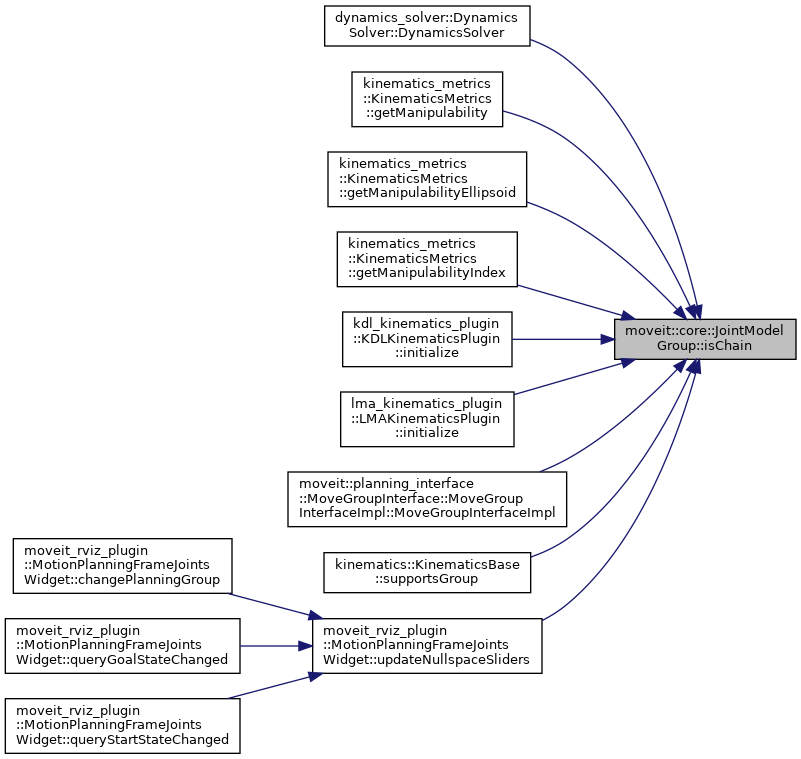 dynamics_solver::Dynamics
Solver::DynamicsSolver
kinematics_metrics
::KinematicsMetrics
::getManipulability
kinematics_metrics
::KinematicsMetrics
::getManipulabilityEllipsoid
kinematics_metrics
::KinematicsMetrics
::getManipulabilityIndex
moveit::core::JointModel
Group::isChain
kdl_kinematics_plugin
::KDLKinematicsPlugin
::initialize
lma_kinematics_plugin
::LMAKinematicsPlugin
::initialize
moveit::planning_interface
::MoveGroupInterface::MoveGroup
InterfaceImpl::MoveGroupInterfaceImpl
kinematics::KinematicsBase
::supportsGroup
moveit_rviz_plugin
::MotionPlanningFrameJoints
Widget::changePlanningGroup
moveit_rviz_plugin
::MotionPlanningFrameJoints
Widget::queryGoalStateChanged
moveit_rviz_plugin
::MotionPlanningFrameJoints
Widget::updateNullspaceSliders
moveit_rviz_plugin
::MotionPlanningFrameJoints
Widget::queryStartStateChanged